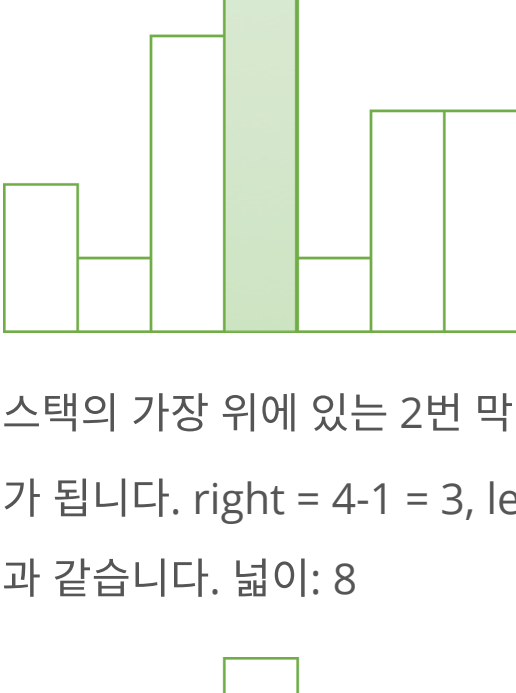 스택의 가장 위에 있는 2번 막
가 됩니다. right = 4-1 = 3, le
과 같습니다. 넓이: 8